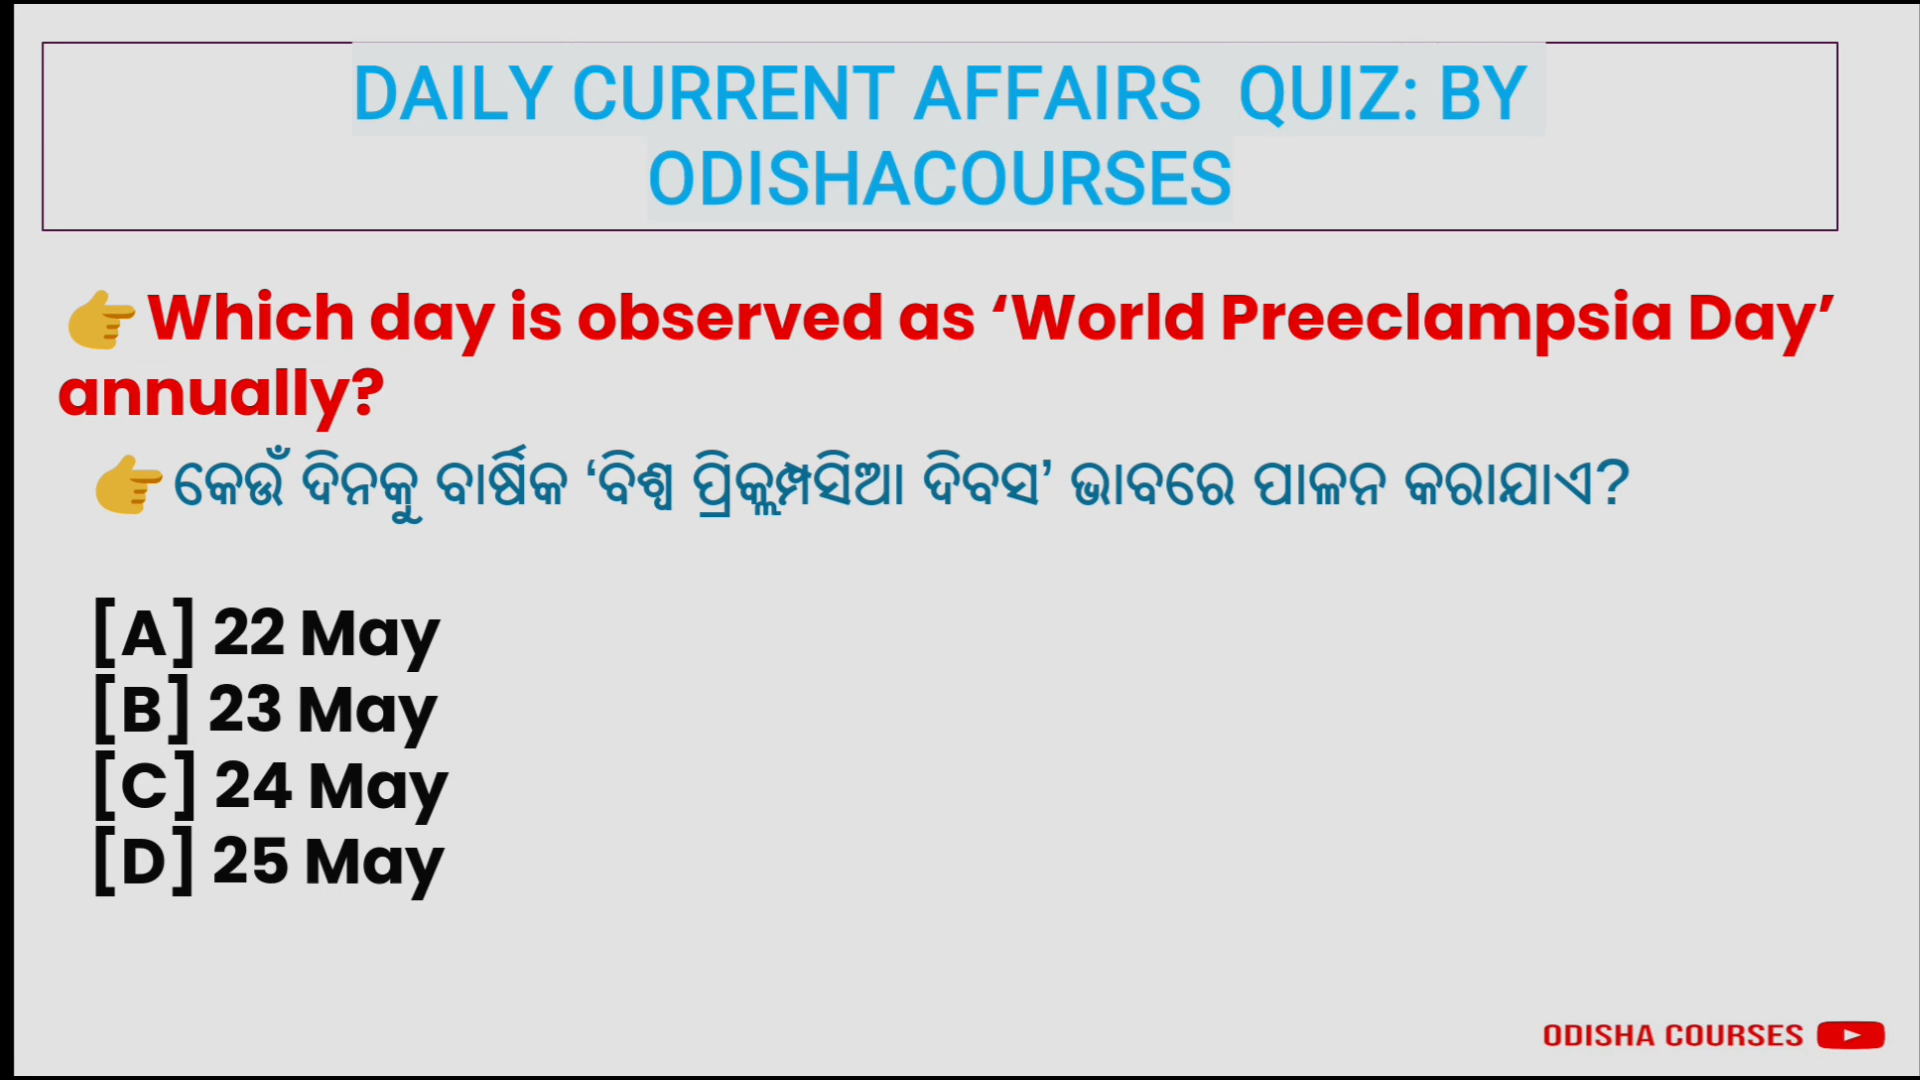 DAILY CURRENT AFFAIRS QUIZ: BY
ODISHACOURSES
👉Which day is observed as ‘World Preeclampsia Day’
annually?
👉କେଉଁ ଦିନକୁ ବାର୍ଷିକ ‘ବିଶ୍ୱ ପ୍ରିକ୍ଲମ୍ପସିଆ ଦିବସ’ ଭାବରେ ପାଳନ କରାଯାଏ?
[A] 22 May
[B] 23 May
[C] 24 May
[D] 25 May
ODISHA COURSES